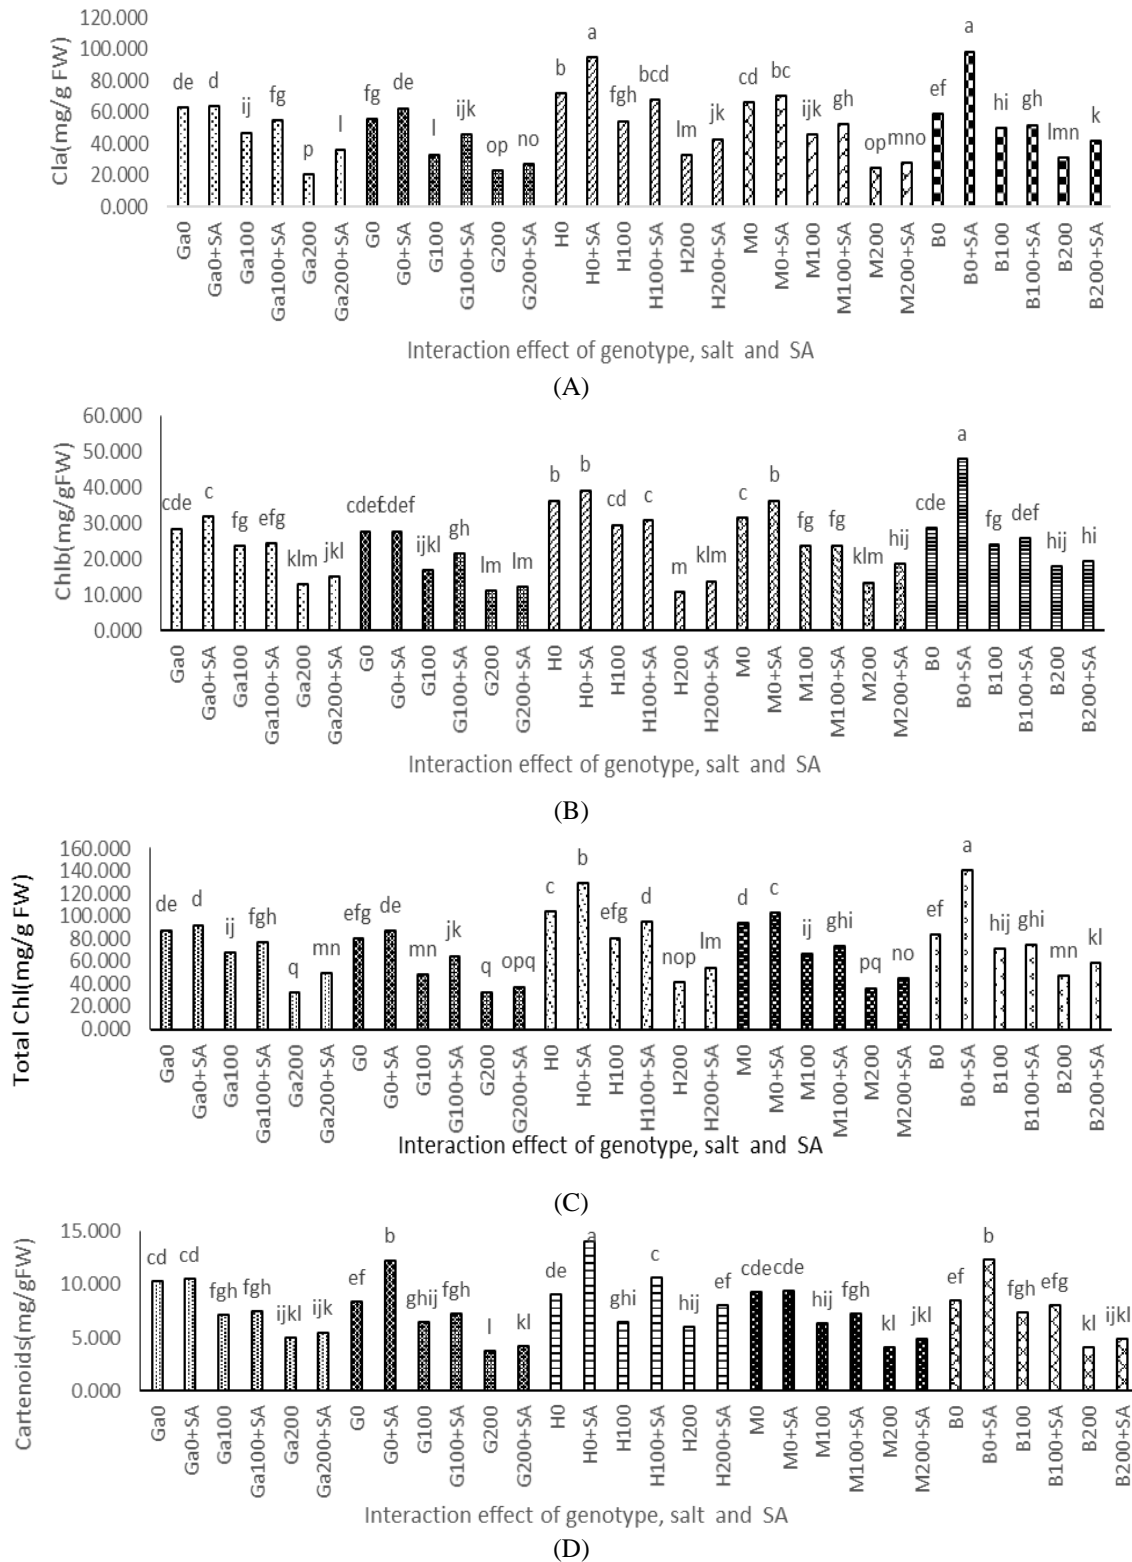 120.000
100.000
80.000
60.000
40.000
20.000
0.000
Cla(mg/g FW)
de d ij fg p l fg de l ijk op no b a fgh bcd lm jk cd bc ijk gh op mno ef a hi gh lmn k
Ga0 Ga0+SA Ga100 Ga100+SA Ga200 Ga200+SA G0 G0+SA G100 G100+SA G200 G200+SA H0 H0+SA H100 H100+SA H200 H200+SA M0 M0+SA M100 M100+SA M200 M200+SA B0 B0+SA B100 B100+SA B200 B200+SA
Interaction effect of genotype, salt and SA
(A)
60.000
50.000
40.000
30.000
20.000
10.000
0.000
Chlb(mg/gFW)
cde c fg efg klm jkl cdef cdef ijkl gh lm lm b b cd c m klm c b fg fg klm hij cde a fg def hij hi
Ga0 Ga0+SA Ga100 Ga100+SA Ga200 Ga200+SA G0 G0+SA G100 G100+SA G200 G200+SA H0 H0+SA H100 H100+SA H200 H200+SA M0 M0+SA M100 M100+SA M200 M200+SA B0 B0+SA B100 B100+SA B200 B200+SA
Interaction effect of genotype, salt and SA
(B)
160.000
140.000
120.000
100.000
80.000
60.000
40.000
20.000
0.000
Total Chl(mg/g FW)
de d ij fgh q mn efg de mn jk q opq c b efg d nop lm d c ij ghi pq no ef a hij ghi mn kl
Ga0 Ga0+SA Ga100 Ga100+SA Ga200 Ga200+SA G0 G0+SA G100 G100+SA G200 G200+SA H0 H0+SA H100 H100+SA H200 H200+SA M0 M0+SA M100 M100+SA M200 M200+SA B0 B0+SA B100 B100+SA B200 B200+SA
Interaction effect of genotype, salt and SA
(C)
15.000
10.000
5.000
0.000
Cartenoids(mg/gFW)
cd cd fgh fgh ijkl ijk ef b ghij fgh l kl de a ghi c hij ef cde cde hij fgh kl jkl ef b fgh efg kl ijkl
Ga0 Ga0+SA Ga100 Ga100+SA Ga200 Ga200+SA G0 G0+SA G100 G100+SA G200 G200+SA H0 H0+SA H100 H100+SA H200 H200+SA M0 M0+SA M100 M100+SA M200 M200+SA B0 B0+SA B100 B100+SA B200 B200+SA
Interaction effect of genotype, salt and SA
(D)